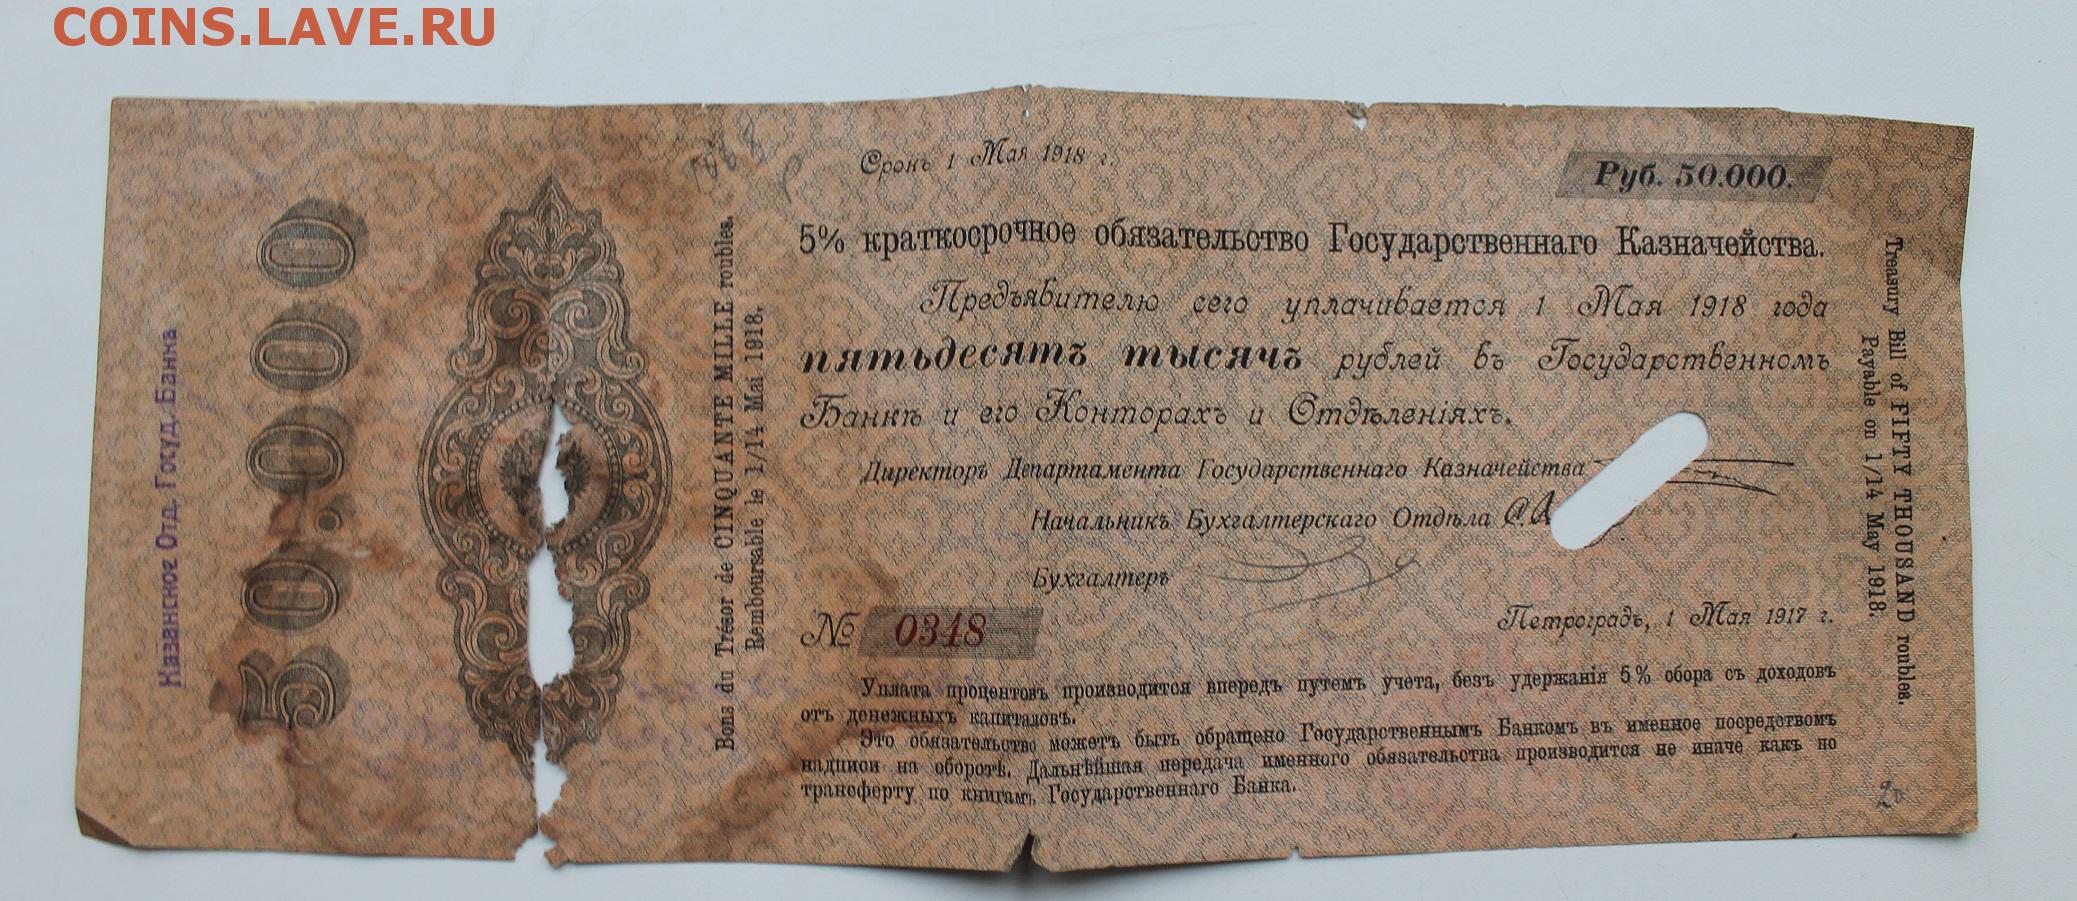 COINS.LAVE.RU
Казанское Отд. Госуд. Банка
50.000
Bons du Trésor de CINQUANTE MILLE roubles.
Remboursable le 1/14 Mai 1918.
Срокъ 1 Мая 1918 г.
Руб. 50.000.
5% краткосрочное обязательство Государственнаго Казначейства.
Предъявителю сего уплачивается 1 Мая 1918 года
пятьдесятъ тысячъ рублей въ Государственномъ
Банкѣ и его Конторахъ и Отдѣленіяхъ.
Директоръ Департамента Государственнаго Казначейства
Начальникъ Бухгалтерскаго Отдѣла
Бухгалтеръ
№ 0348
Петроградъ, 1 Мая 1917 г.
Уплата процентовъ производится впередъ путемъ учета, безъ удержанія 5% сбора съ доходовъ
отъ денежныхъ капиталовъ.
Это обязательство можетъ быть обращено Государственнымъ Банкомъ въ именное посредствомъ
надписи на оборотѣ. Дальнѣйшая передача именного обязательства производится не иначе какъ по
трансферту по книгамъ Государственнаго Банка.
Treasury Bill of FIFTY THOUSAND roubles.
Payable on 1/14 May 1918.